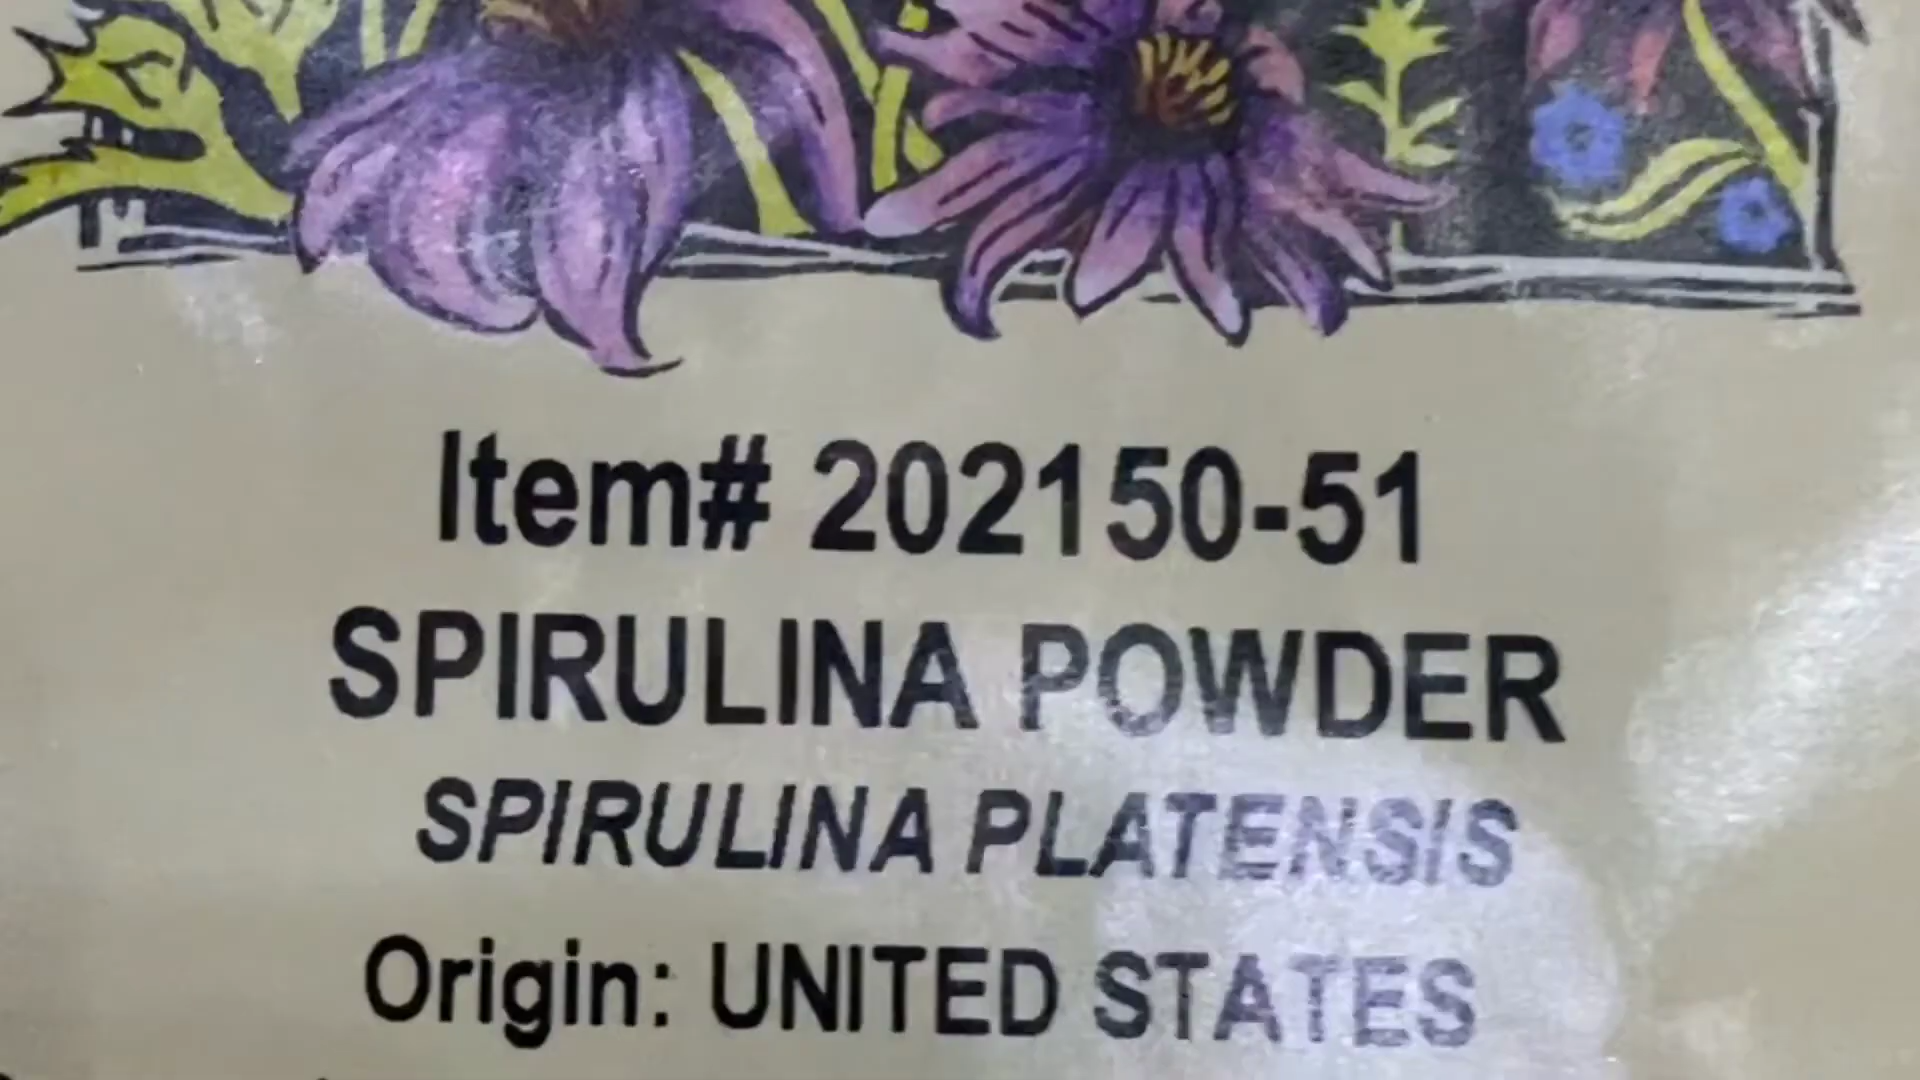 Item# 202150-51
SPIRULINA POWDER
SPIRULINA PLATENSIS
Origin: UNITED STATES